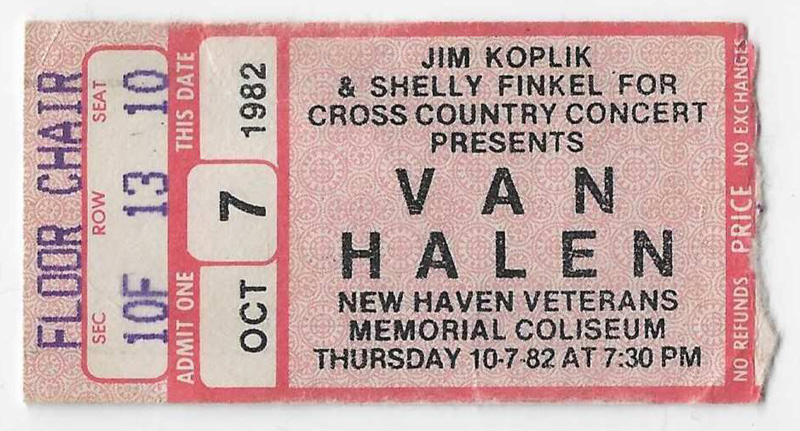 FLOOR CHAIR
SEC ROW SEAT
10F 13 10
ADMIT ONE THIS DATE
OCT 7 1982
JIM KOPLIK
& SHELLY FINKEL FOR
CROSS COUNTRY CONCERT
PRESENTS
VAN
HALEN
NEW HAVEN VETERANS
MEMORIAL COLISEUM
THURSDAY 10-7-82 AT 7:30 PM
NO REFUNDS PRICE NO EXCHANGES